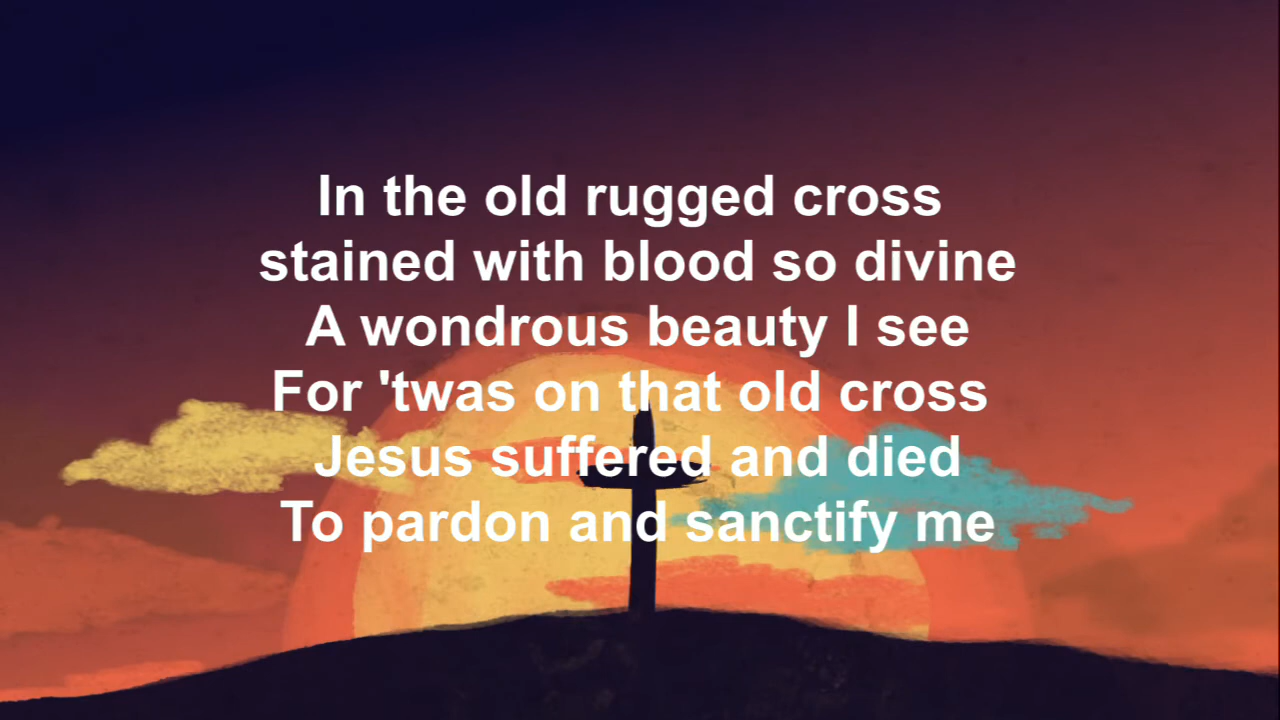 In the old rugged cross
stained with blood so divine
A wondrous beauty I see
For 'twas on that old cross
Jesus suffered and died
To pardon and sanctify me